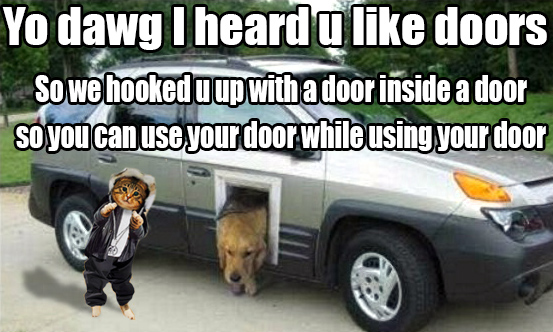 Yo dawg I heard u like doors
So we hooked u up with a door inside a door
so you can use your door while using your door